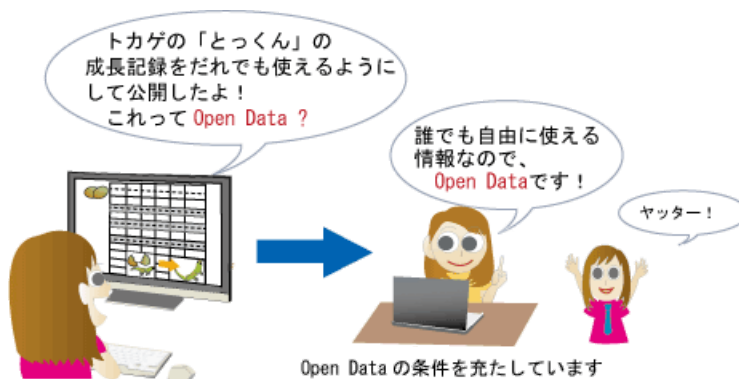 トカゲの「とっくん」の
成長記録をだれでも使えるように
して公開したよ！
これって Open Data ?
誰でも自由に使える
情報なので、
Open Dataです！
ヤッター！
Open Data の条件を充たしています